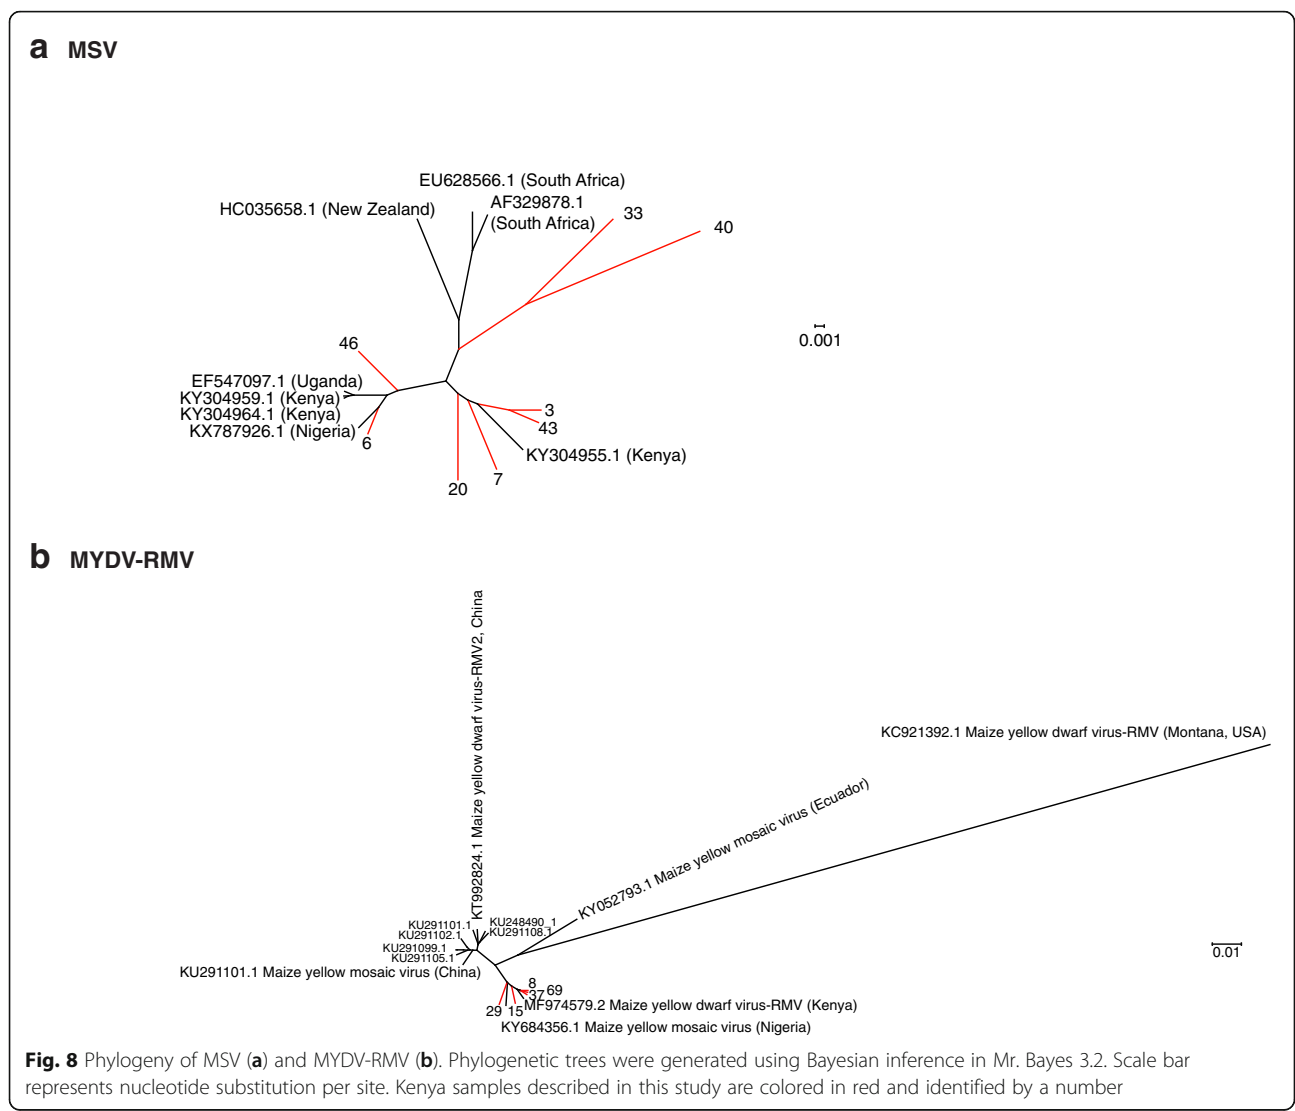 a MSV
EU628566.1 (South Africa)
HC035658.1 (New Zealand)
AF329878.1
(South Africa)
33
40
0.001
46
EF547097.1 (Uganda)
KY304959.1 (Kenya)
KY304964.1 (Kenya)
KX787926.1 (Nigeria)
6
3
43
KY304955.1 (Kenya)
7
20
b MYDV-RMV
KT992824.1 Maize yellow dwarf virus-RMV2, China
KC921392.1 Maize yellow dwarf virus-RMV (Montana, USA)
KY052793.1 Maize yellow mosaic virus (Ecuador)
KU291101.1
KU248490_1
KU291102.1
KU291108.1
KU291099.1
KU291105.1
0.01
KU291101.1 Maize yellow mosaic virus (China)
8
37
69
29
15
MF974579.2 Maize yellow dwarf virus-RMV (Kenya)
KY684356.1 Maize yellow mosaic virus (Nigeria)
Fig. 8 Phylogeny of MSV (a) and MYDV-RMV (b). Phylogenetic trees were generated using Bayesian inference in Mr. Bayes 3.2. Scale bar
represents nucleotide substitution per site. Kenya samples described in this study are colored in red and identified by a number